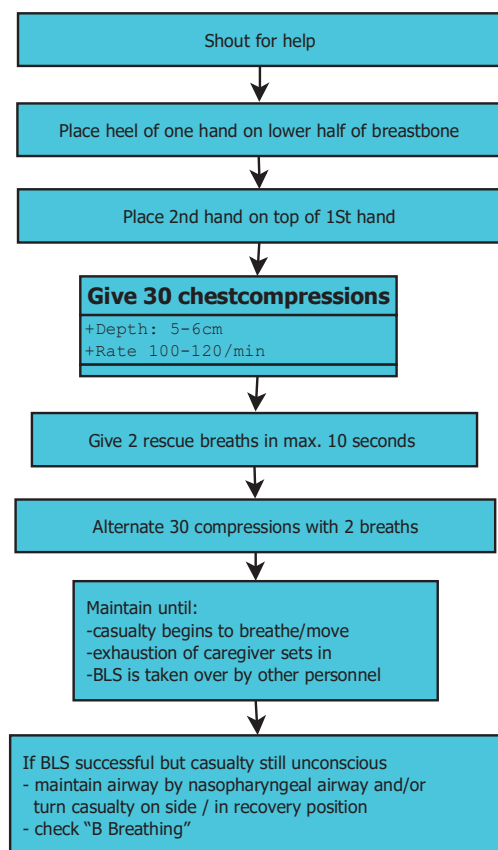 Shout for help
Place heel of one hand on lower half of breastbone
Place 2nd hand on top of 1St hand
Give 30 chestcompressions
+Depth: 5-6cm
+Rate 100-120/min
Give 2 rescue breaths in max. 10 seconds
Alternate 30 compressions with 2 breaths
Maintain until:
-casualty begins to breathe/move
-exhaustion of caregiver sets in
-BLS is taken over by other personnel
If BLS successful but casualty still unconscious
- maintain airway by nasopharyngeal airway and/or
turn casualty on side / in recovery position
- check “B Breathing”